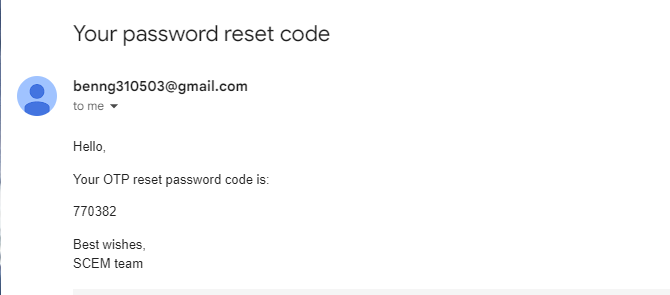 Your password reset code
benng310503@gmail.com
to me
Hello,
Your OTP reset password code is:
770382
Best wishes,
SCEM team